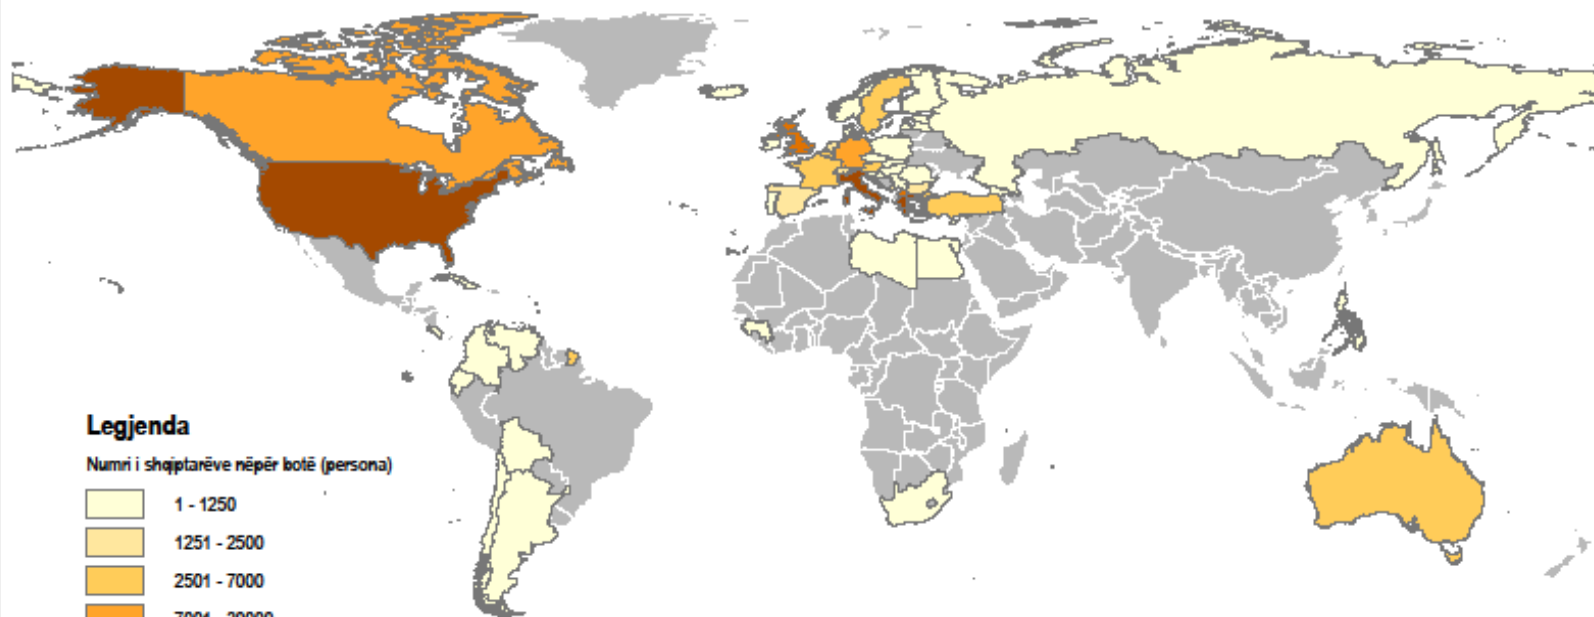 Legjenda
Numri i shqiptarëve nëpër botë (persona)
1 - 1250
1251 - 2500
2501 - 7000